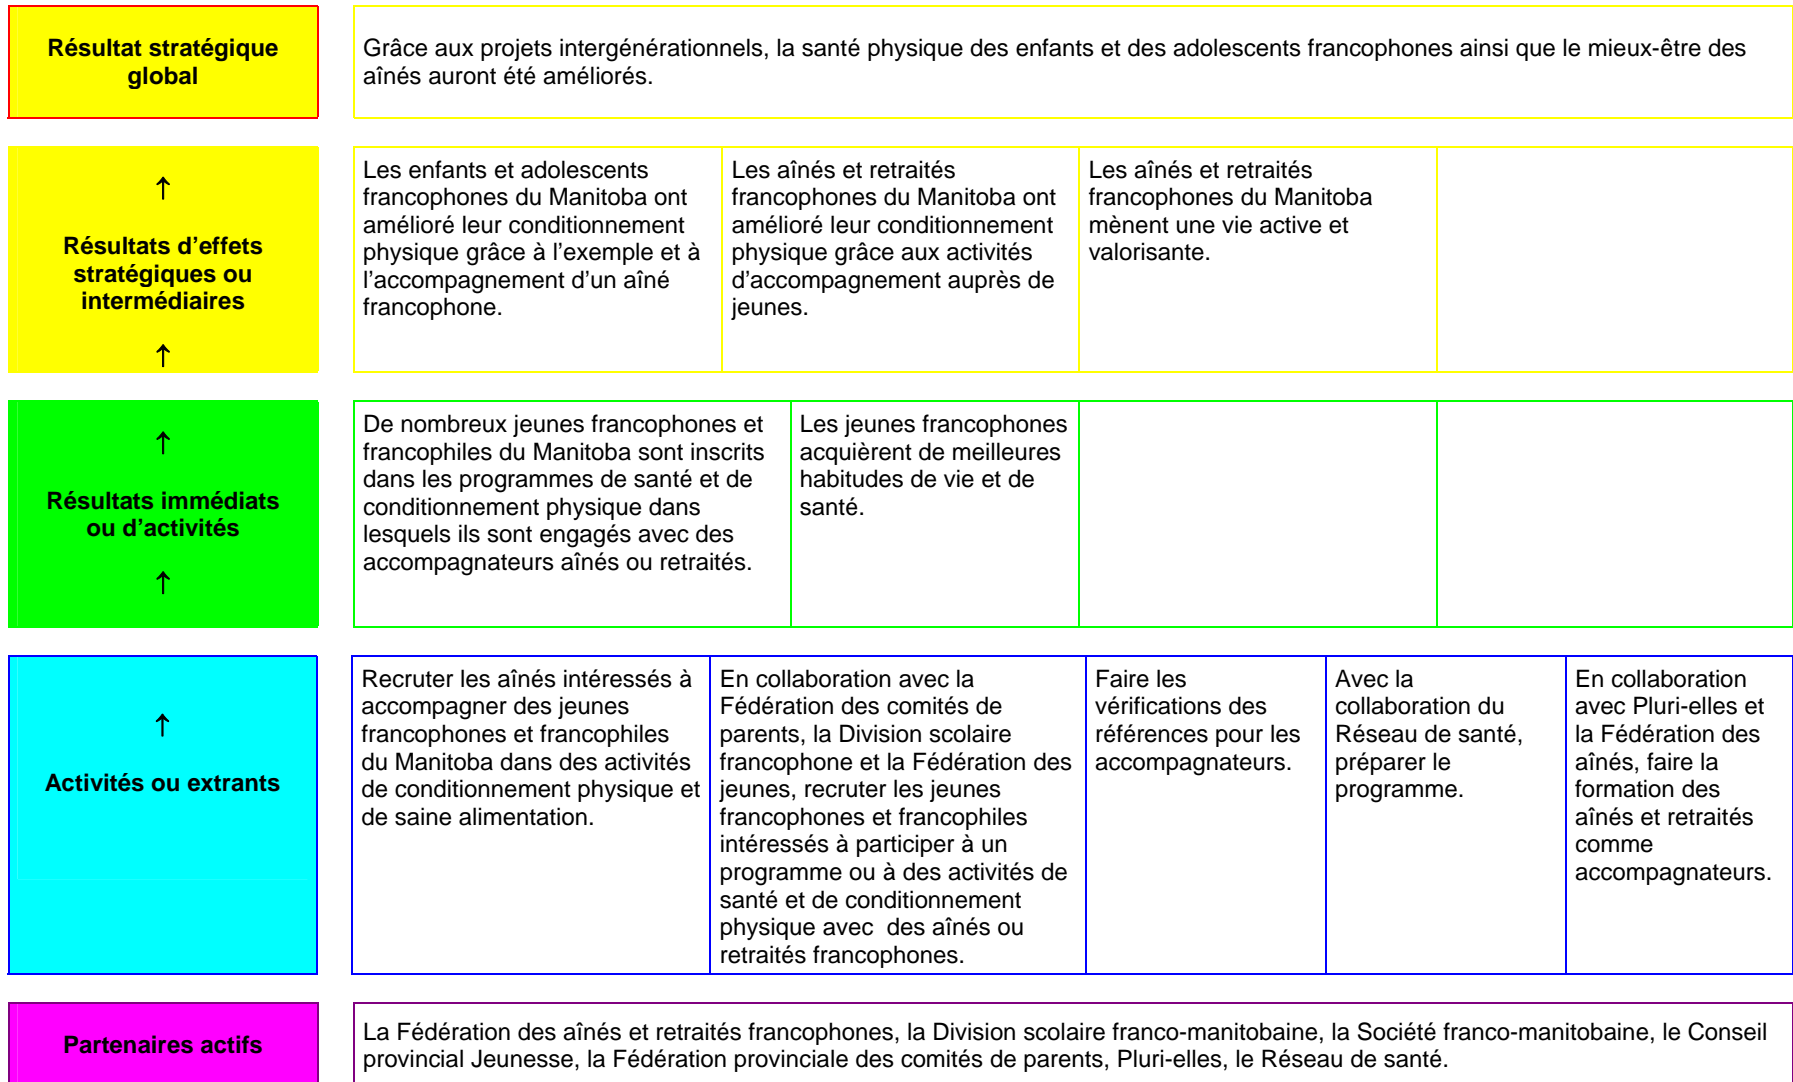 Résultat stratégique
global
Grâce aux projets intergénérationnels, la santé physique des enfants et des adolescents francophones ainsi que le mieux-être des
aînés auront été améliorés.
↑
Résultats d’effets
stratégiques ou
intermédiaires
↑
Les enfants et adolescents
francophones du Manitoba ont
amélioré leur conditionnement
physique grâce à l’exemple et à
l’accompagnement d’un aîné
francophone.
Les aînés et retraités
francophones du Manitoba ont
amélioré leur conditionnement
physique grâce aux activités
d’accompagnement auprès de
jeunes.
Les aînés et retraités
francophones du Manitoba
mènent une vie active et
valorisante.
↑
Résultats immédiats
ou d’activités
↑
De nombreux jeunes francophones et
francophiles du Manitoba sont inscrits
dans les programmes de santé et de
conditionnement physique dans
lesquels ils sont engagés avec des
accompagnateurs aînés ou retraités.
Les jeunes francophones
acquièrent de meilleures
habitudes de vie et de
santé.
↑
Activités ou extrants
Recruter les aînés intéressés à
accompagner des jeunes
francophones et francophiles
du Manitoba dans des activités
de conditionnement physique et
de saine alimentation.
En collaboration avec la
Fédération des comités de
parents, la Division scolaire
francophone et la Fédération des
jeunes, recruter les jeunes
francophones et francophiles
intéressés à participer à un
programme ou à des activités de
santé et de conditionnement
physique avec  des aînés ou
retraités francophones.
Faire les
vérifications des
références pour les
accompagnateurs.
Avec la
collaboration du
Réseau de santé,
préparer le
programme.
En collaboration
avec Pluri-elles et
la Fédération des
aînés, faire la
formation des
aînés et retraités
comme
accompagnateurs.
Partenaires actifs
La Fédération des aînés et retraités francophones, la Division scolaire franco-manitobaine, la Société franco-manitobaine, le Conseil
provincial Jeunesse, la Fédération provinciale des comités de parents, Pluri-elles, le Réseau de santé.